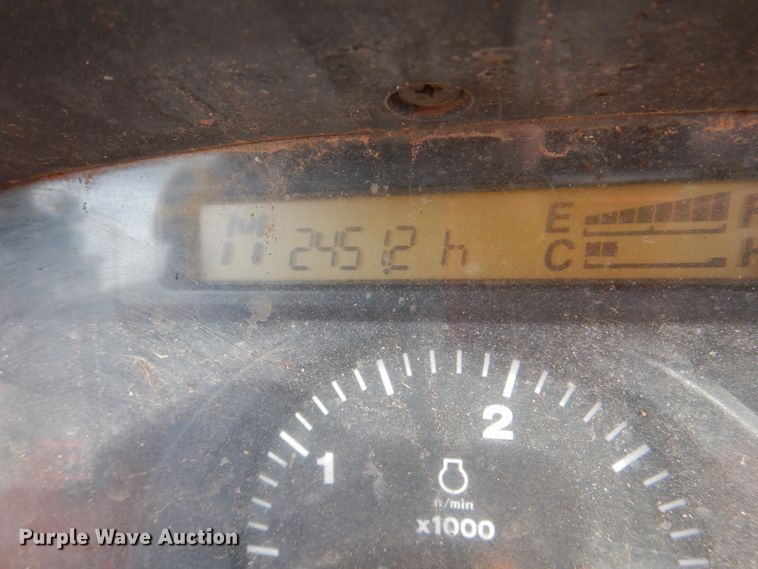 M 2451.2 h E F
C H
1 2
n/min
x1000
Purple Wave Auction